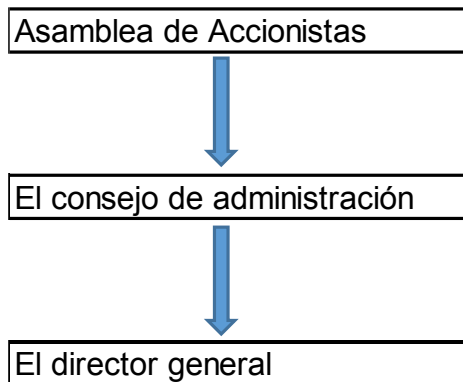 Asamblea de Accionistas
El consejo de administración
El director general